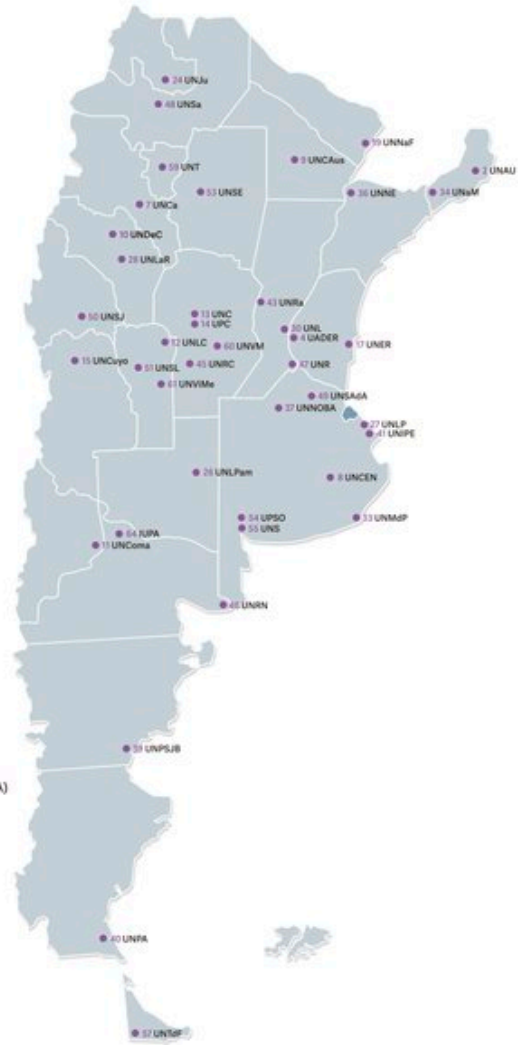 24 UNJu
48 UNSa
19 UNNaF
9 UNCAus
59 UNT
2 UNAU
53 UNSE
36 UNNE
34 UNaM
7 UNCa
10 UNDeC
28 UNLaR
43 UNRa
50 UNSJ
13 UNC
14 UPC
30 UNL
4 UADER
17 UNER
12 UNLC
60 UNVM
15 UNCuyo
51 UNSL
45 UNRC
47 UNR
61 UNViMe
49 UNSAdA
37 UNNOBA
27 UNLP
41 UNIPE
26 UNLPam
8 UNCEN
54 UPSO
33 UNMdP
55 UNS
64 IUPA
11 UNComa
46 UNRN
UNPSJB
A)
40 UNPA
57 UNTdF